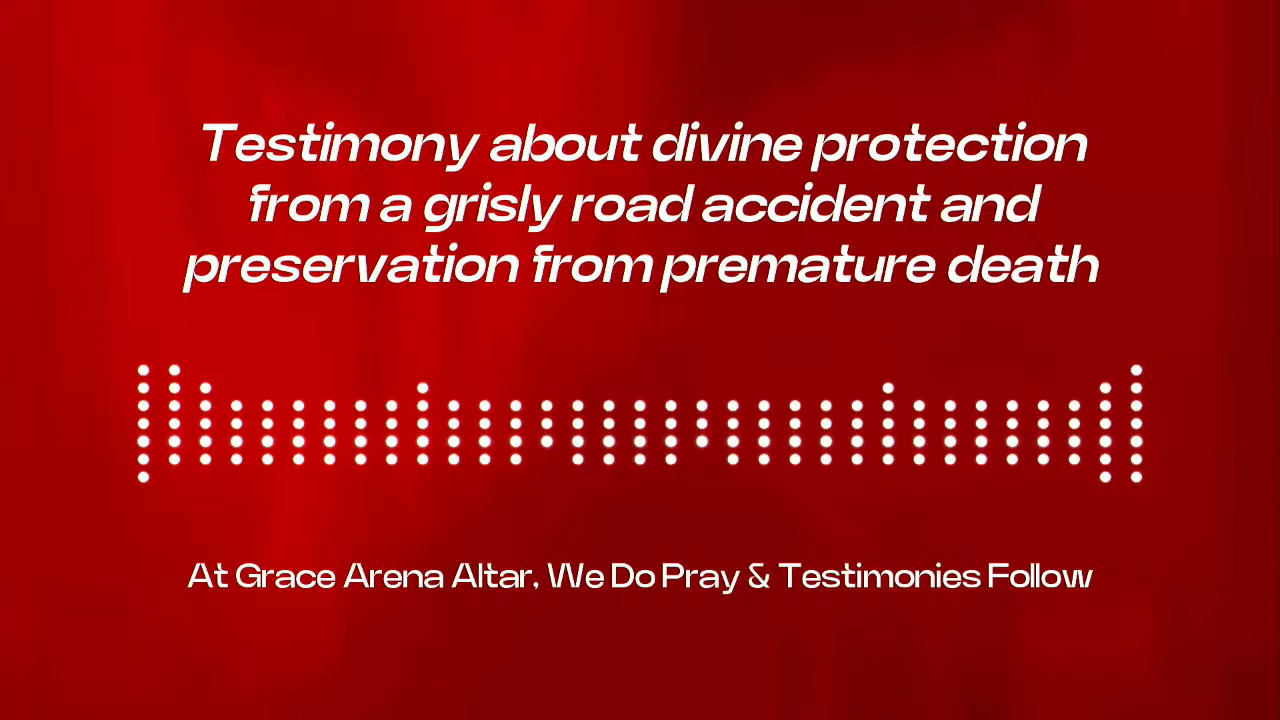 Testimony about divine protection
from a grisly road accident and
preservation from premature death
At Grace Arena Altar, We Do Pray & Testimonies Follow